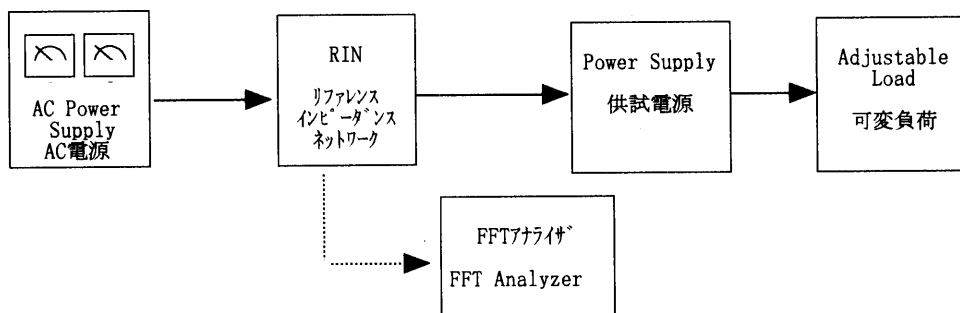 AC Power
Supply
AC電源
RIN
リファレンス
インピーダンス
ネットワーク
Power Supply
供試電源
Adjustable
Load
可変負荷
FFTアナライザ
FFT Analyzer